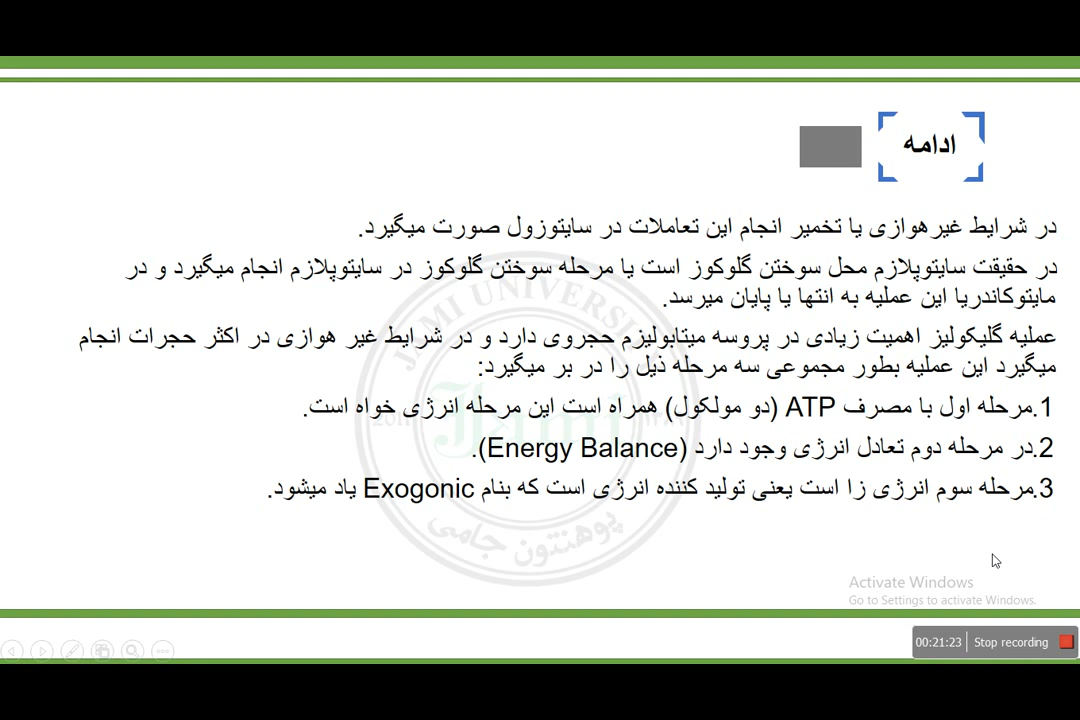 ادامه
در شرایط غیرهوازی یا تخمیر انجام این تعاملات در سایتوزول صورت میگیرد.
در حقیقت سایتوپلازم محل سوختن گلوکوز است یا مرحله سوختن گلوکوز در سایتوپلازم انجام میگیرد و در
مایتوکاندریا این عملیه به انتها یا پایان میرسد.
عملیه گلیکولیز اهمیت زیادی در پروسه میتابولیزم حجروی دارد و در شرایط غیر هوازی در اکثر حجرات انجام
میگیرد این عملیه بطور مجموعی سه مرحله ذیل را در بر میگیرد:
1.مرحله اول با مصرف ATP (دو مولکول) همراه است این مرحله انرژی خواه است.
2.در مرحله دوم تعادل انرژی وجود دارد (Energy Balance).
3.مرحله سوم انرژی زا است یعنی تولید کننده انرژی است که بنام Exogonic یاد میشود.
JAMI UNIVERSITY
Jami
پوهنتون جامی
Activate Windows
Go to Settings to activate Windows.
00:21:23 Stop recording